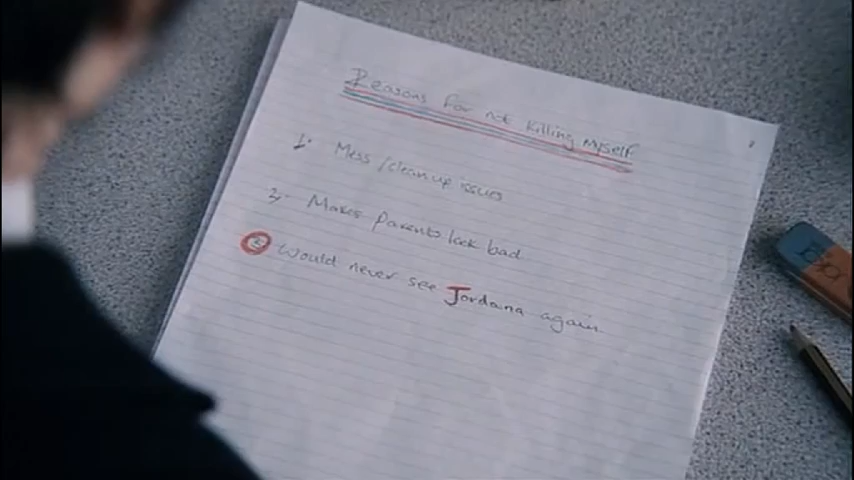 Reasons for not killing myself
1. Mess / clean up issues
2. Makes parents look bad
3 Would never see Jordana again